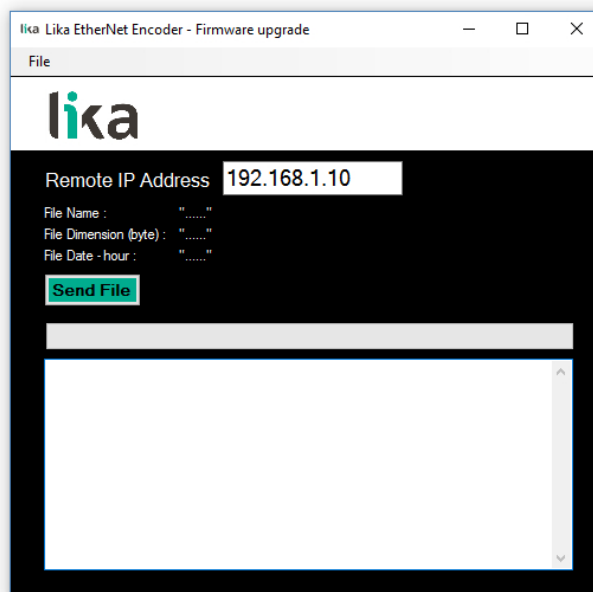 lika Lika EtherNet Encoder - Firmware upgrade
File
lika
Remote IP Address 192.168.1.10
File Name : "......"
File Dimension (byte) : "......"
File Date - hour : "......"
Send File